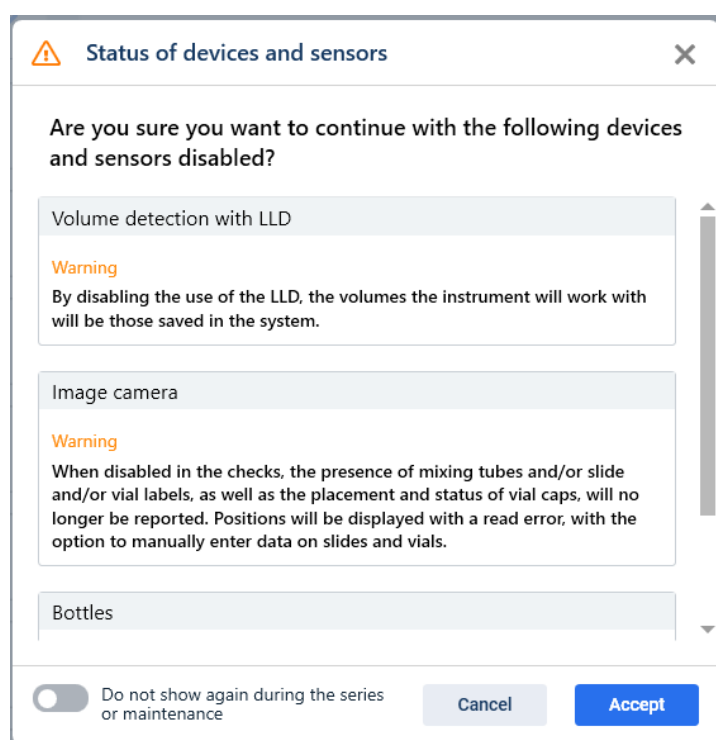 Status of devices and sensors
Are you sure you want to continue with the following devices
and sensors disabled?
Volume detection with LLD
Warning
By disabling the use of the LLD, the volumes the instrument will work with
will be those saved in the system.
Image camera
Warning
When disabled in the checks, the presence of mixing tubes and/or slide
and/or vial labels, as well as the placement and status of vial caps, will no
longer be reported. Positions will be displayed with a read error, with the
option to manually enter data on slides and vials.
Bottles
Do not show again during the series
or maintenance
Cancel
Accept